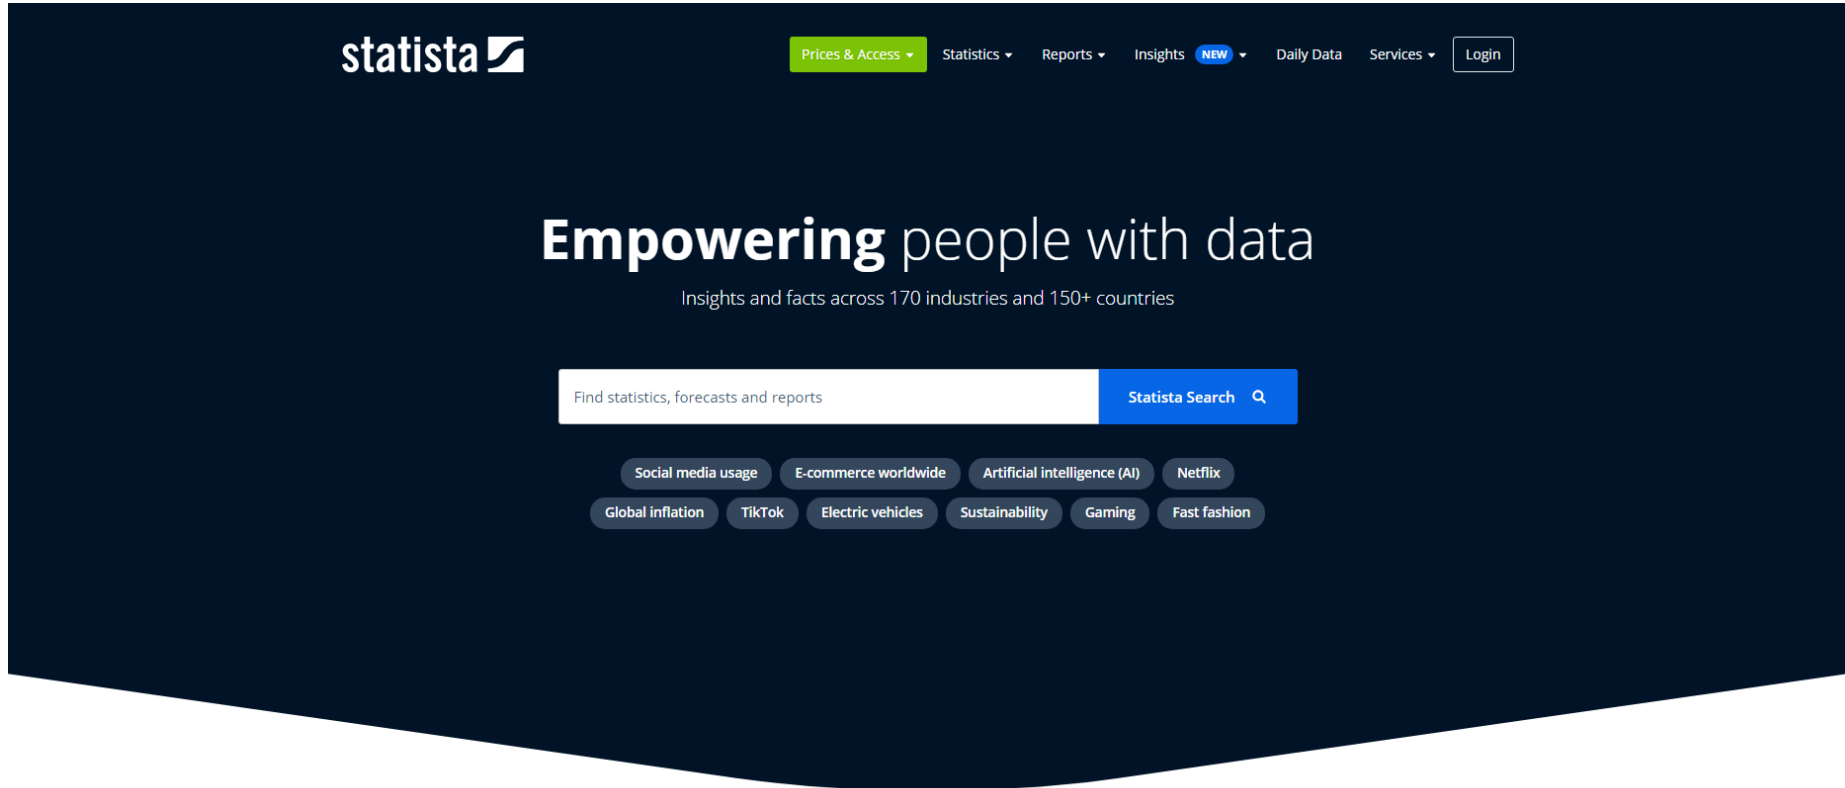 statista
Prices & Access Statistics Reports Insights NEW Daily Data Services Login
Empowering people with data
Insights and facts across 170 industries and 150+ countries
Find statistics, forecasts and reports Statista Search
Social media usage E-commerce worldwide Artificial intelligence (AI) Netflix
Global inflation TikTok Electric vehicles Sustainability Gaming Fast fashion